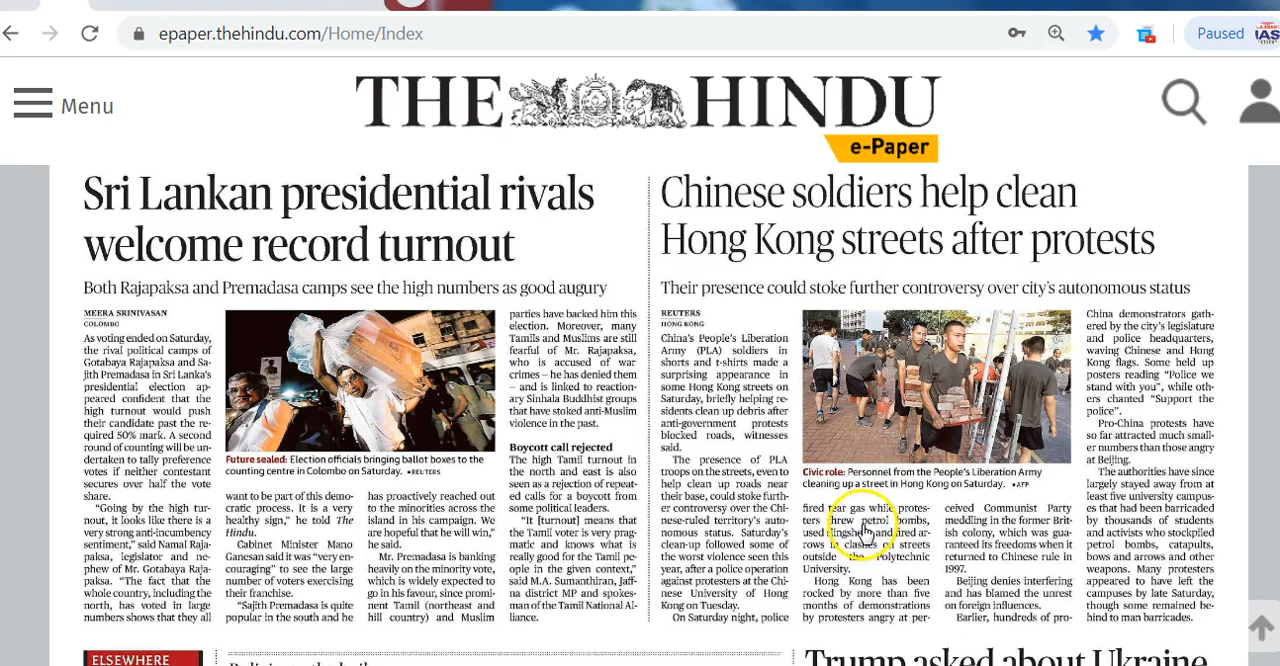 epaper.thehindu.com/Home/Index
Paused
IAS
Menu
THE HINDU
e-Paper
Sri Lankan presidential rivals
welcome record turnout
Both Rajapaksa and Premadasa camps see the high numbers as good augury
MEERA SRINIVASAN
COLOMBO
As voting ended on Saturday,
the rival political camps of
Gotabaya Rajapaksa and Sa-
jith Premadasa in Sri Lanka's
presidential election ap-
peared confident that the
high turnout would push
their candidate past the re-
quired 50% mark. A second
round of counting will be un-
dertaken to tally preference
votes if neither contestant
secures over half the vote
share.
"Going by the high tur-
nout, it looks like there is a
very strong anti-incumbency
sentiment," said Namal Raja-
paksa, legislator and ne-
phew of Mr. Gotabaya Raja-
paksa. "The fact that the
whole country, including the
north, has voted in large
numbers shows that they all
Future sealed: Election officials bringing ballot boxes to the
counting centre in Colombo on Saturday. •REUTERS
want to be part of this demo-
cratic process. It is a very
healthy sign," he told The
Hindu.
Cabinet Minister Mano
Ganesan said it was "very en-
couraging" to see the large
number of voters exercising
their franchise.
"Sajith Premadasa is quite
popular in the south and he
has proactively reached out
to the minorities across the
island in his campaign. We
are hopeful that he will win,"
he said.
Mr. Premadasa is banking
heavily on the minority vote,
which is widely expected to
go in his favour, since promi-
nent Tamil (northeast and
hill country) and Muslim
parties have backed him this
election. Moreover, many
Tamils and Muslims are still
fearful of Mr. Rajapaksa,
who is accused of war
crimes – he has denied them
– and is linked to reaction-
ary Sinhala Buddhist groups
that have stoked anti-Muslim
violence in the past.
Boycott call rejected
The high Tamil turnout in
the north and east is also
seen as a rejection of repeat-
ed calls for a boycott from
some political leaders.
"It [turnout] means that
the Tamil voter is very prag-
matic and knows what is
really good for the Tamil pe-
ople in the given context,"
said M.A. Sumanthiran, Jaff-
na district MP and spokes-
man of the Tamil National Al-
liance.
Chinese soldiers help clean
Hong Kong streets after protests
Their presence could stoke further controversy over city's autonomous status
REUTERS
HONG KONG
China's People's Liberation
Army (PLA) soldiers in
shorts and t-shirts made a
surprising appearance in
some Hong Kong streets on
Saturday, briefly helping re-
sidents clean up debris after
anti-government protests
blocked roads, witnesses
said.
The presence of PLA
troops on the streets, even to
help clean up roads near
their base, could stoke furth-
er controversy over the Chi-
nese-ruled territory's auto-
nomous status. Saturday's
clean-up followed some of
the worst violence seen this
year, after a police operation
against protesters at the Chi-
nese University of Hong
Kong on Tuesday.
On Saturday night, police
Civic role: Personnel from the People's Liberation Army
cleaning up a street in Hong Kong on Saturday. •AFP
fired tear gas while protes-
ters threw petrol bombs,
used slingshots and fired ar-
rows in clashes on streets
outside the Polytechnic
University.
Hong Kong has been
rocked by more than five
months of demonstrations
by protesters angry at per-
ceived Communist Party
meddling in the former Brit-
ish colony, which was gua-
ranteed its freedoms when it
returned to Chinese rule in
1997.
Beijing denies interfering
and has blamed the unrest
on foreign influences.
Earlier, hundreds of pro-
China demonstrators gath-
ered by the city's legislature
and police headquarters,
waving Chinese and Hong
Kong flags. Some held up
posters reading "Police we
stand with you", while oth-
ers chanted "Support the
police".
Pro-China protests have
so far attracted much small-
er numbers than those angry
at Beijing.
The authorities have since
largely stayed away from at
least five university campus-
es that had been barricaded
by thousands of students
and activists who stockpiled
petrol bombs, catapults,
bows and arrows and other
weapons. Many protesters
appeared to have left the
campuses by late Saturday,
though some remained be-
hind to man barricades.
ELSEWHERE
Trump asked about Ukraine